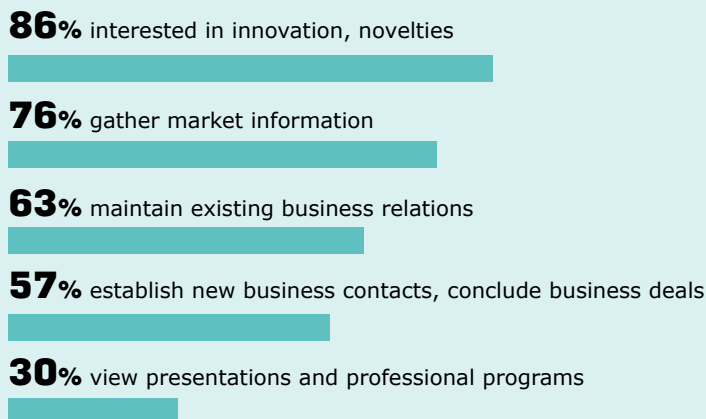 86% interested in innovation, novelties
76% gather market information
63% maintain existing business relations
57% establish new business contacts, conclude business deals
30% view presentations and professional programs